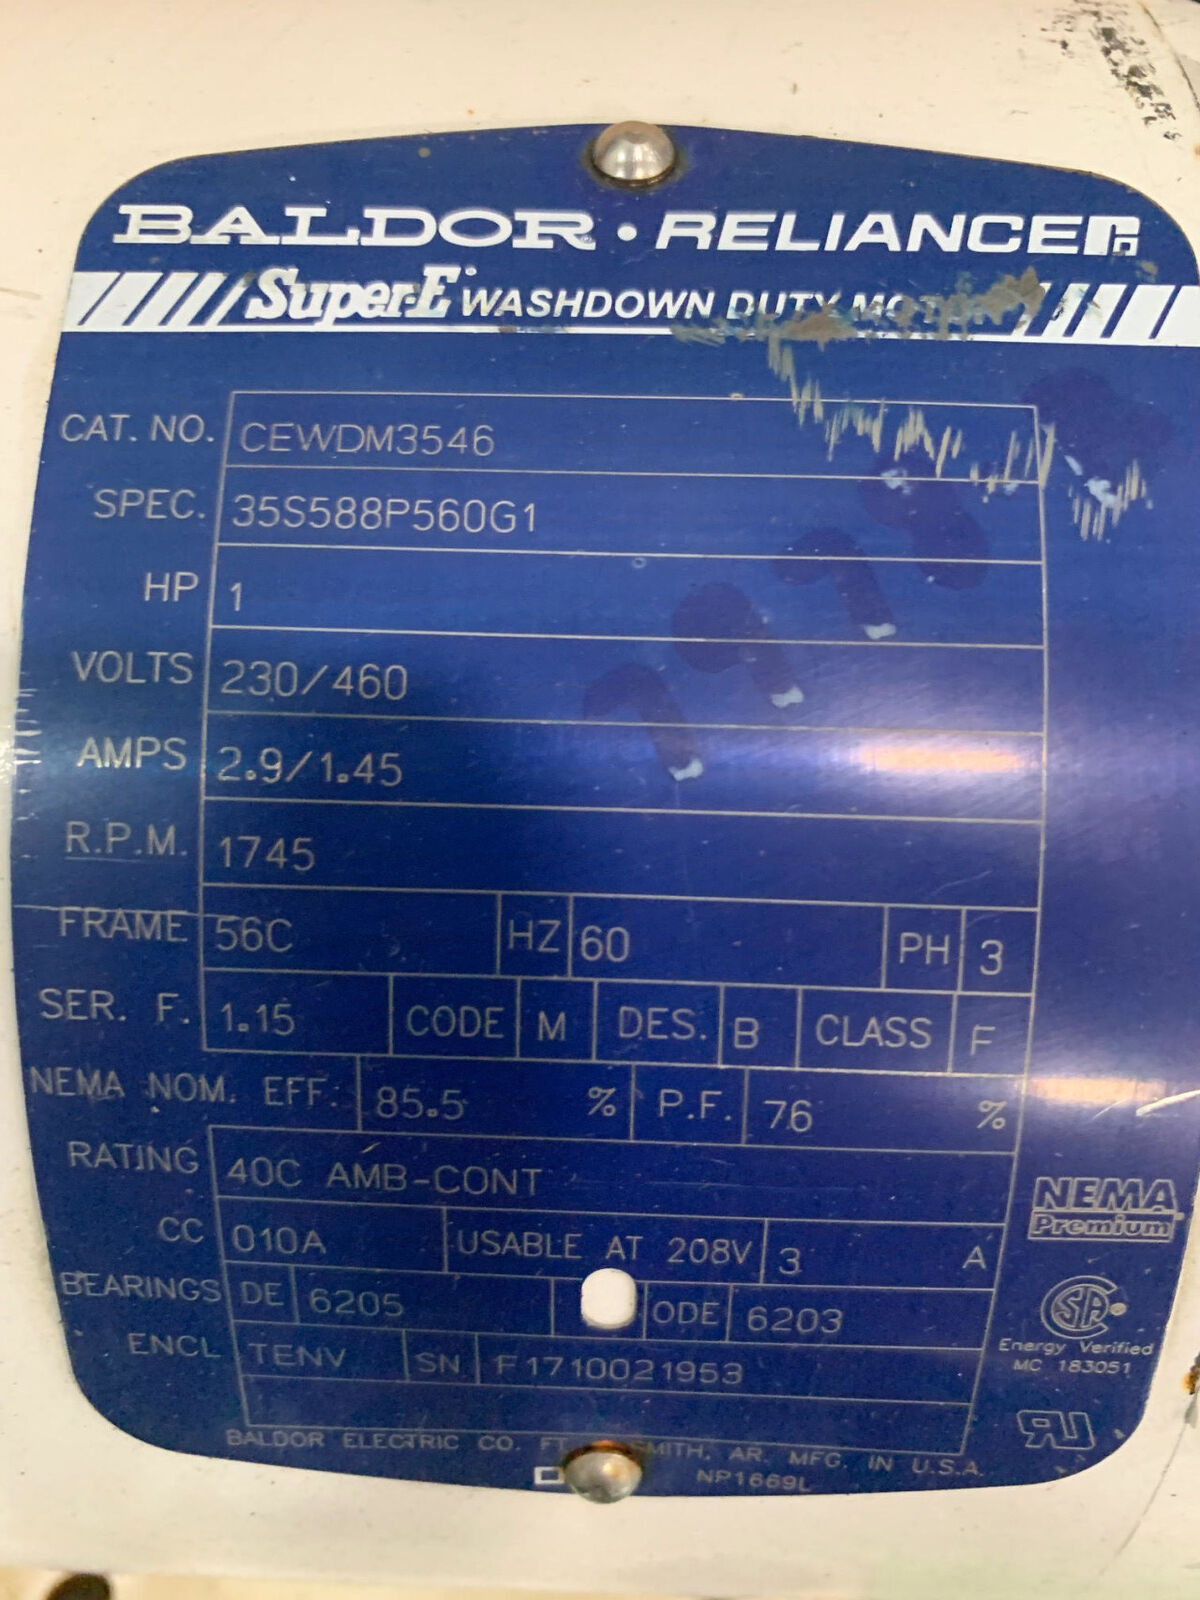 BALDOR • RELIANCE
Super-E WASHDOWN DUTY MOTOR
CAT. NO. CEWDM3546
SPEC. 35S588P560G1
HP 1
VOLTS 230/460
AMPS 2.9/1.45
R.P.M. 1745
FRAME 56C HZ 60 PH 3
SER. F. 1.15 CODE M DES. B CLASS F
NEMA NOM. EFF. 85.5 % P.F. 76 %
RATING 40C AMB-CONT
CC 010A USABLE AT 208V 3 A
BEARINGS DE 6205 ODE 6203
ENCL TENV SN F1710021953
NEMA
Premium
CSA
Energy Verified
MC 183051
BALDOR ELECTRIC CO. FT. SMITH, AR. MFG. IN U.S.A.
NP1669L